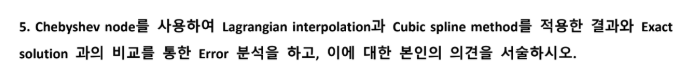 5. Chebyshev node를 사용하여 Lagrangian interpolation과 Cubic spline method를 적용한 결과와 Exact
solution 과의 비교를 통한 Error 분석을 하고, 이에 대한 본인의 의견을 서술하시오.